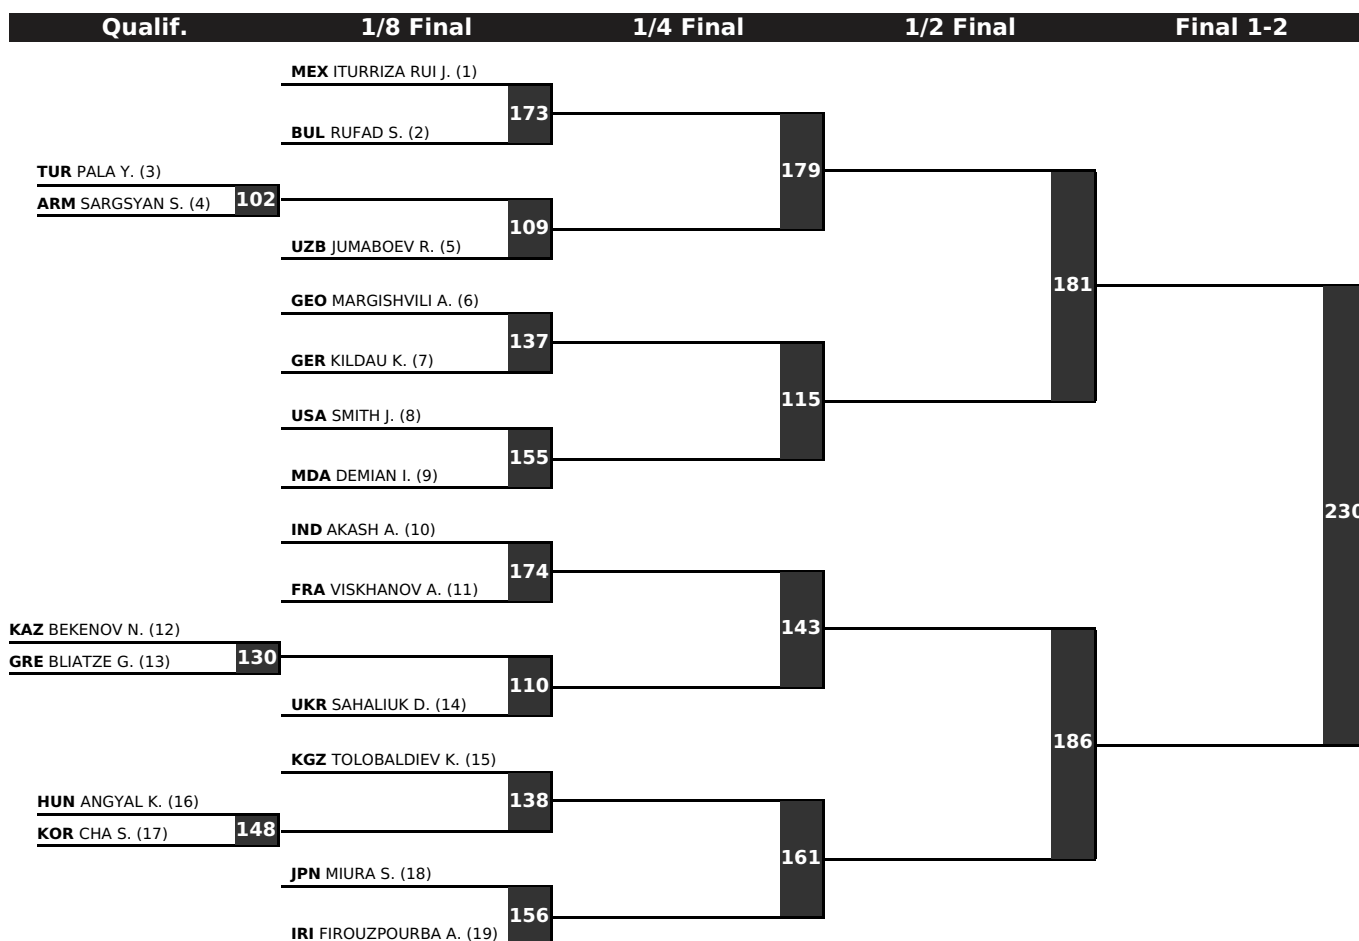 Qualif. 1/8 Final 1/4 Final 1/2 Final Final 1-2
MEX ITURRIZA RUI J. (1)
173
BUL RUFAD S. (2)
TUR PALA Y. (3)
179
102
ARM SARGSYAN S. (4)
109
UZB JUMABOEV R. (5)
181
GEO MARGISHVILI A. (6)
137
GER KILDAU K. (7)
115
USA SMITH J. (8)
155
MDA DEMIAN I. (9)
230
IND AKASH A. (10)
174
FRA VISKHANOV A. (11)
143
KAZ BEKENOV N. (12)
130
GRE BLIATZE G. (13)
110
UKR SAHALIUK D. (14)
186
KGZ TOLOBALDIEV K. (15)
138
HUN ANGYAL K. (16)
148
KOR CHA S. (17)
161
JPN MIURA S. (18)
156
IRI FIROUZPOURBA A. (19)